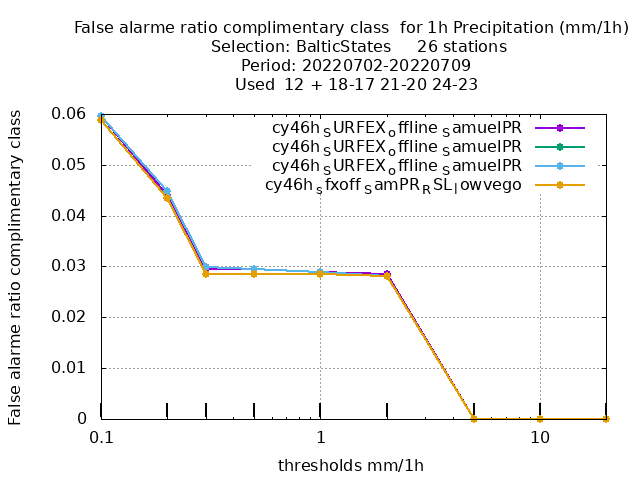 False alarme ratio complimentary class for 1h Precipitation (mm/1h)
Selection: BalticStates 26 stations
Period: 20220702-20220709
Used 12 + 18-17 21-20 24-23
False alarme ratio complimentary class
0.06
0.05
0.04
0.03
0.02
0.01
0
cy46h_SURFEX_offline_SamuelPR
cy46h_SURFEX_offline_SamuelPR
cy46h_SURFEX_offline_SamuelPR
cy46h_sfxoff_SamPR_RSL_lowvego
0.1 1 10
thresholds mm/1h